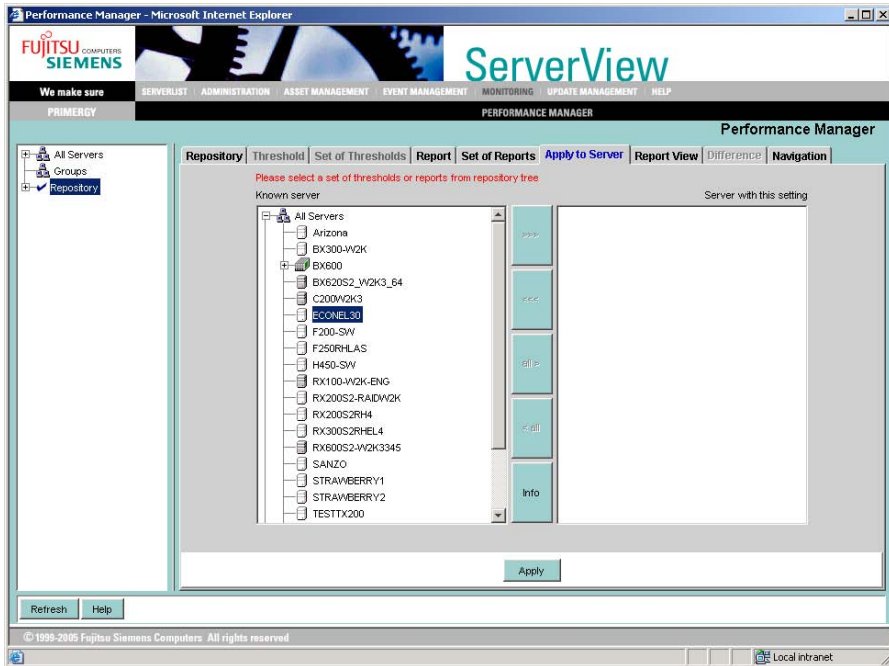 Performance Manager - Microsoft Internet Explorer
FUJITSU COMPUTERS
SIEMENS
ServerView
We make sure
SERVERLIST ADMINISTRATION ASSET MANAGEMENT EVENT MANAGEMENT MONITORING UPDATE MANAGEMENT HELP
PRIMERGY
PERFORMANCE MANAGER
Performance Manager
All Servers
Groups
Repository
Repository Threshold Set of Thresholds Report Set of Reports Apply to Server Report View Difference Navigation
Please select a set of thresholds or reports from repository tree
Known server
Server with this setting
All Servers
Arizona
BX300-W2K
BX600
BX620S2_W2K3_64
C200W2K3
ECONEL30
F200-SW
F250RHLAS
H450-SW
RX100-W2K-ENG
RX200S2-RAIDW2K
RX200S2RH4
RX300S2RHEL4
RX600S2-W2K3345
SANZO
STRAWBERRY1
STRAWBERRY2
TESTTX200
>>>
<<<
all >
< all
Info
Apply
Refresh Help
©1999-2005 Fujitsu Siemens Computers All rights reserved
Local intranet